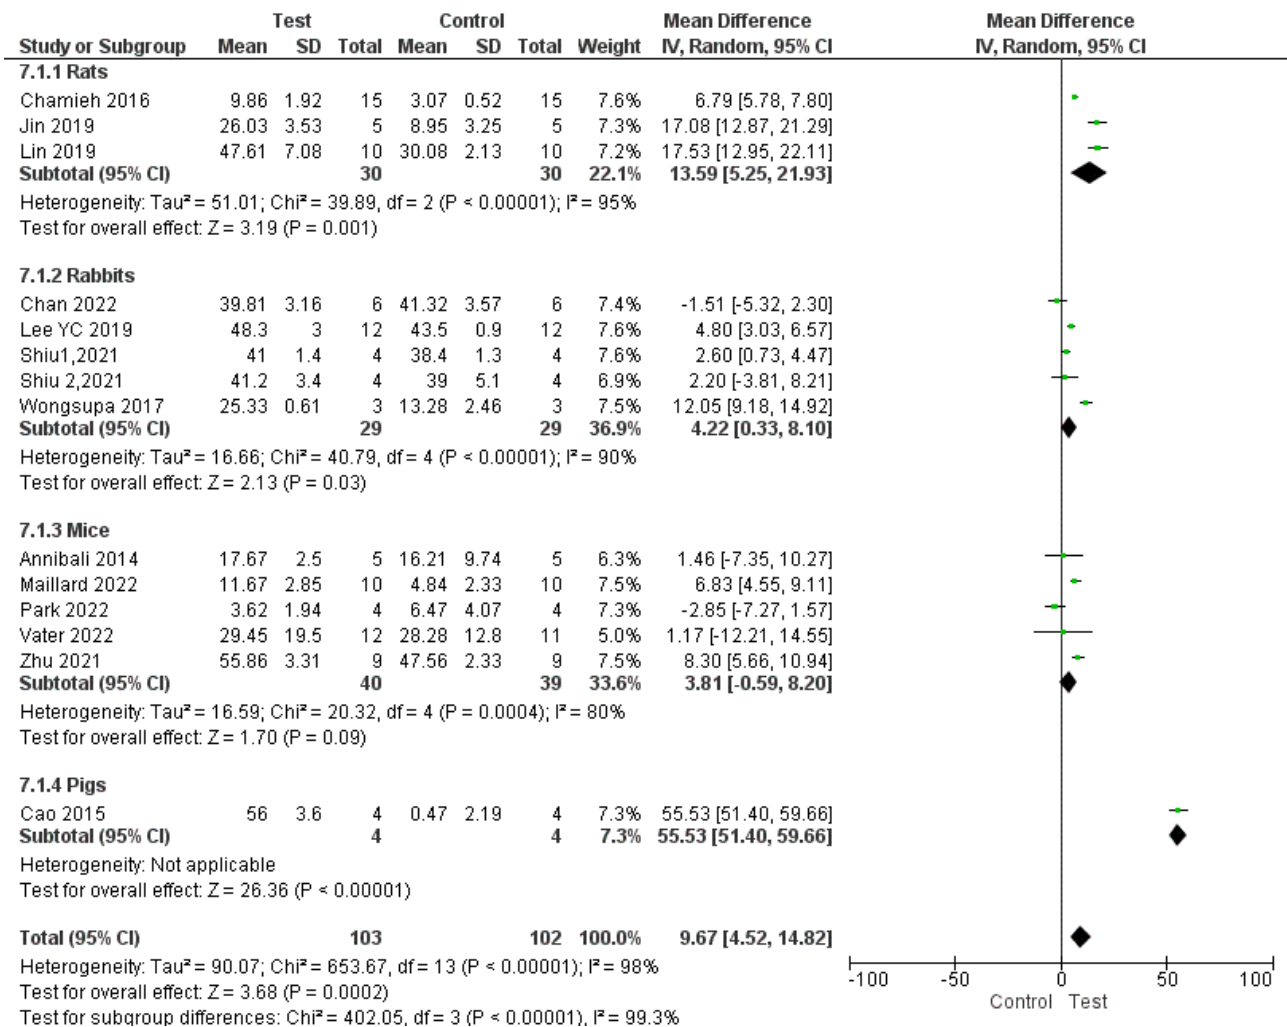 Test Control Mean Difference Mean Difference
Study or Subgroup Mean SD Total Mean SD Total Weight IV, Random, 95% CI IV, Random, 95% CI
7.1.1 Rats
Chamieh 2016 9.86 1.92 15 3.07 0.52 15 7.6% 6.79 [5.78, 7.80]
Jin 2019 26.03 3.53 5 8.95 3.25 5 7.3% 17.08 [12.87, 21.29]
Lin 2019 47.61 7.08 10 30.08 2.13 10 7.2% 17.53 [12.95, 22.11]
Subtotal (95% CI) 30 30 22.1% 13.59 [5.25, 21.93]
Heterogeneity: Tau² = 51.01; Chi² = 39.89, df = 2 (P < 0.00001); I² = 95%
Test for overall effect: Z = 3.19 (P = 0.001)
7.1.2 Rabbits
Chan 2022 39.81 3.16 6 41.32 3.57 6 7.4% -1.51 [-5.32, 2.30]
Lee YC 2019 48.3 3 12 43.5 0.9 12 7.6% 4.80 [3.03, 6.57]
Shiu1,2021 41 1.4 4 38.4 1.3 4 7.6% 2.60 [0.73, 4.47]
Shiu 2,2021 41.2 3.4 4 39 5.1 4 6.9% 2.20 [-3.81, 8.21]
Wongsupa 2017 25.33 0.61 3 13.28 2.46 3 7.5% 12.05 [9.18, 14.92]
Subtotal (95% CI) 29 29 36.9% 4.22 [0.33, 8.10]
Heterogeneity: Tau² = 16.66; Chi² = 40.79, df = 4 (P < 0.00001); I² = 90%
Test for overall effect: Z = 2.13 (P = 0.03)
7.1.3 Mice
Annibali 2014 17.67 2.5 5 16.21 9.74 5 6.3% 1.46 [-7.35, 10.27]
Maillard 2022 11.67 2.85 10 4.84 2.33 10 7.5% 6.83 [4.55, 9.11]
Park 2022 3.62 1.94 4 6.47 4.07 4 7.3% -2.85 [-7.27, 1.57]
Vater 2022 29.45 19.5 12 28.28 12.8 11 5.0% 1.17 [-12.21, 14.55]
Zhu 2021 55.86 3.31 9 47.56 2.33 9 7.5% 8.30 [5.66, 10.94]
Subtotal (95% CI) 40 39 33.6% 3.81 [-0.59, 8.20]
Heterogeneity: Tau² = 16.59; Chi² = 20.32, df = 4 (P = 0.0004); I² = 80%
Test for overall effect: Z = 1.70 (P = 0.09)
7.1.4 Pigs
Cao 2015 56 3.6 4 0.47 2.19 4 7.3% 55.53 [51.40, 59.66]
Subtotal (95% CI) 4 4 7.3% 55.53 [51.40, 59.66]
Heterogeneity: Not applicable
Test for overall effect: Z = 26.36 (P < 0.00001)
Total (95% CI) 103 102 100.0% 9.67 [4.52, 14.82]
Heterogeneity: Tau² = 90.07; Chi² = 653.67, df = 13 (P < 0.00001); I² = 98%
Test for overall effect: Z = 3.68 (P = 0.0002)
Test for subgroup differences: Chi² = 402.05, df = 3 (P < 0.00001), I² = 99.3%
-100 -50 0 50 100
Control Test